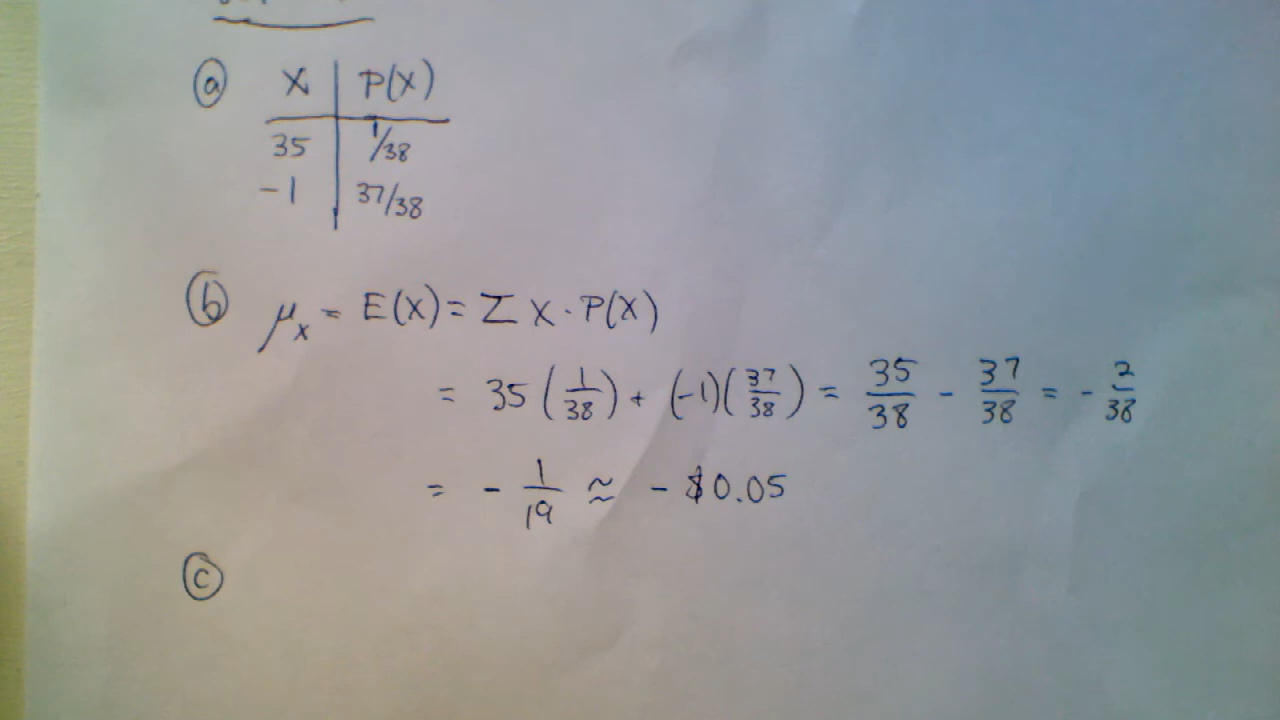 ⓐ X | P(X)
35 | 1/38
-1 | 37/38
ⓑ μx = E(X) = Σ X · P(X)
= 35 (1/38) + (-1)(37/38) = 35/38 - 37/38 = - 2/38
= - 1/19 ≈ - $0.05
ⓒ